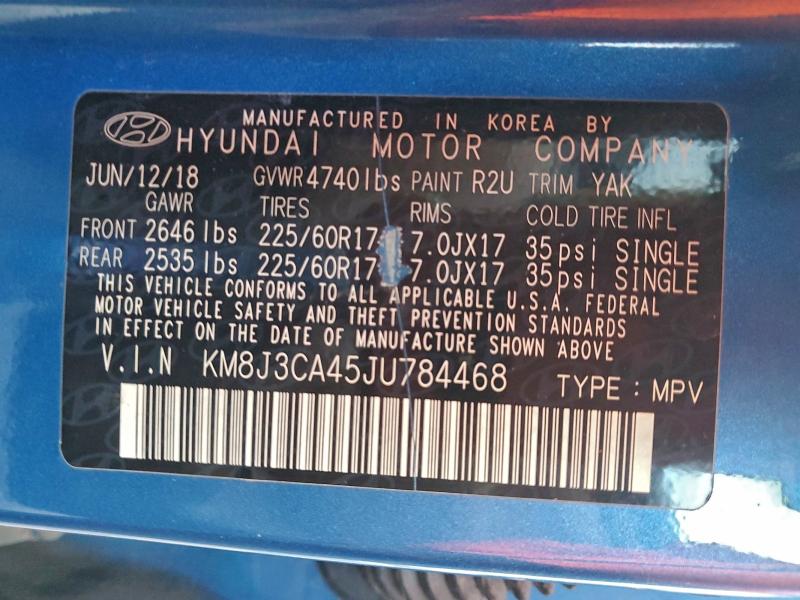 MANUFACTURED IN KOREA BY
HYUNDAI MOTOR COMPANY
JUN/12/18 GVWR 4740 lbs PAINT R2U TRIM YAK
GAWR TIRES RIMS COLD TIRE INFL
FRONT 2646 lbs 225/60R17 7.0JX17 35psi SINGLE
REAR 2535 lbs 225/60R17 7.0JX17 35psi SINGLE
THIS VEHICLE CONFORMS TO ALL APPLICABLE U.S.A. FEDERAL
MOTOR VEHICLE SAFETY AND THEFT PREVENTION STANDARDS
IN EFFECT ON THE DATE OF MANUFACTURE SHOWN ABOVE
V.I.N KM8J3CA45JU784468 TYPE : MPV